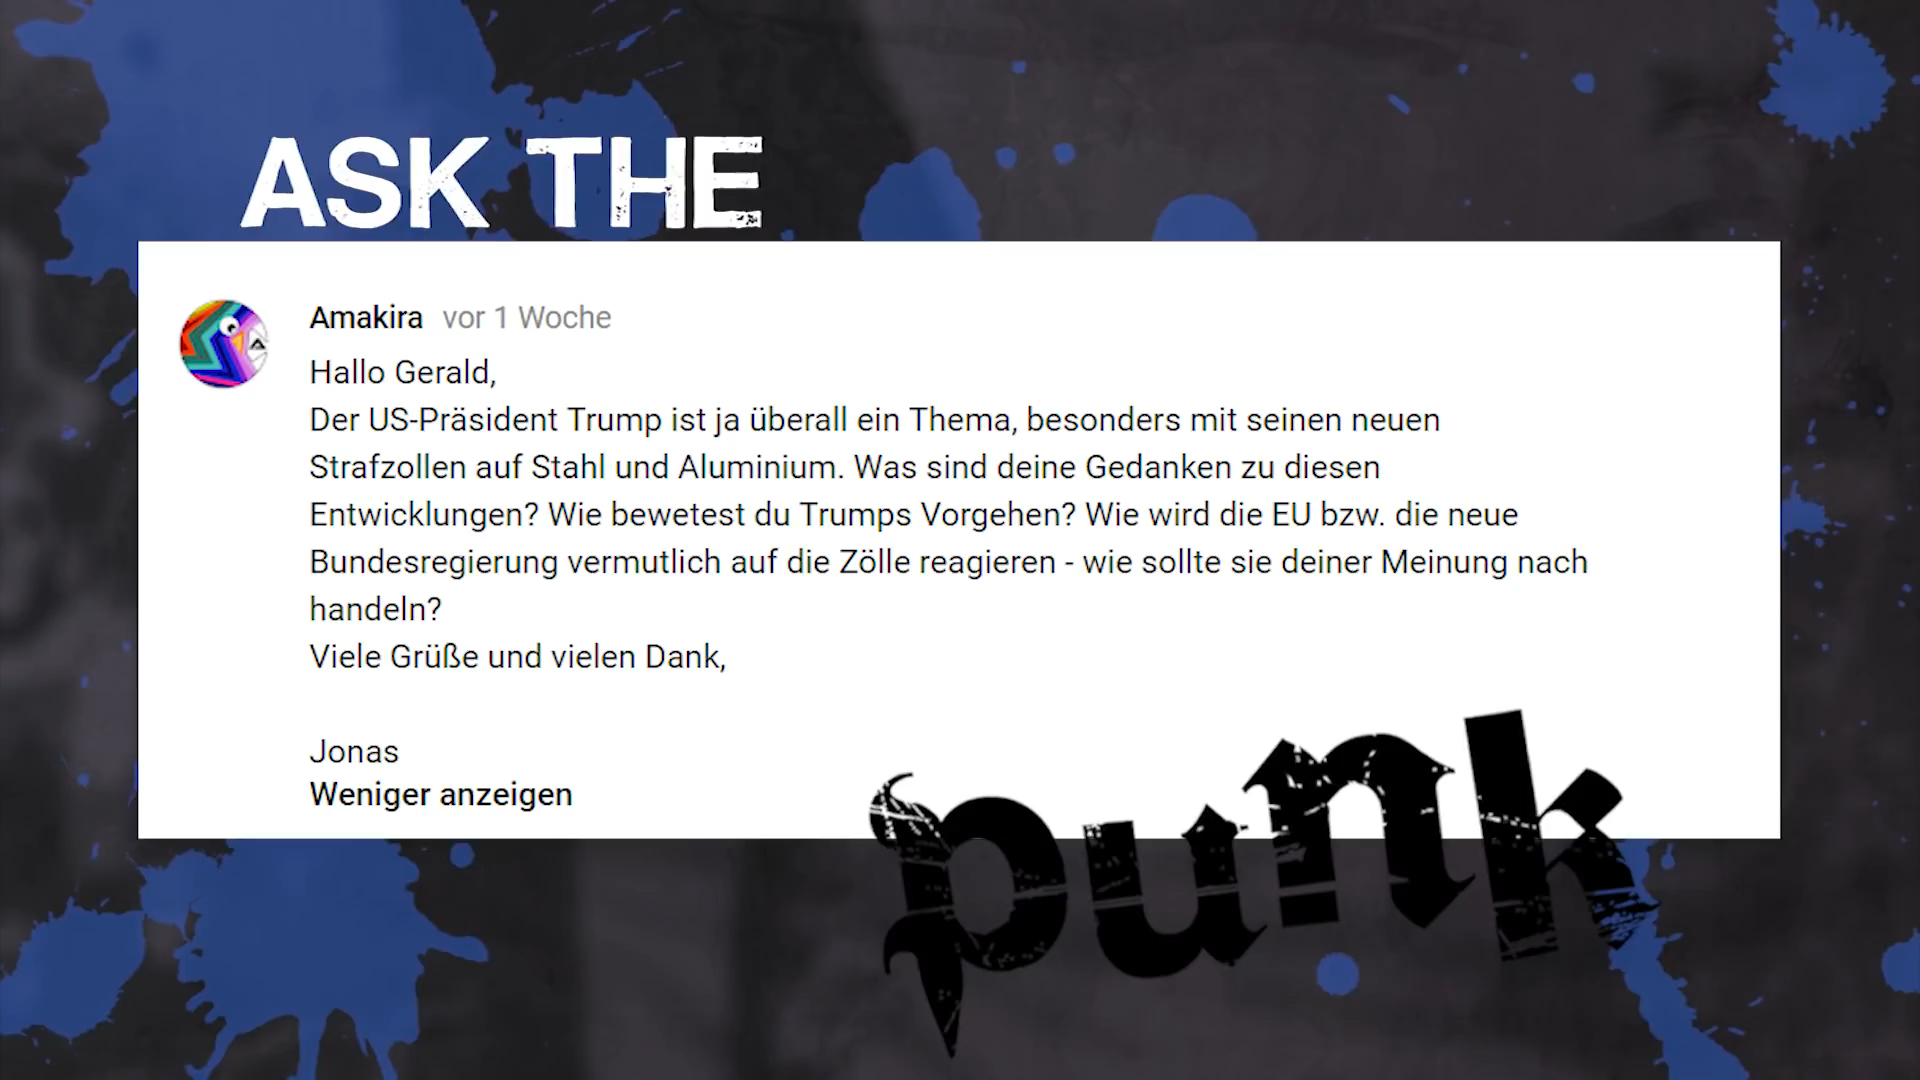 ASK THE
Amakira vor 1 Woche
Hallo Gerald,
Der US-Präsident Trump ist ja überall ein Thema, besonders mit seinen neuen
Strafzollen auf Stahl und Aluminium. Was sind deine Gedanken zu diesen
Entwicklungen? Wie bewetest du Trumps Vorgehen? Wie wird die EU bzw. die neue
Bundesregierung vermutlich auf die Zölle reagieren - wie sollte sie deiner Meinung nach
handeln?
Viele Grüße und vielen Dank,
Jonas
Weniger anzeigen
punk